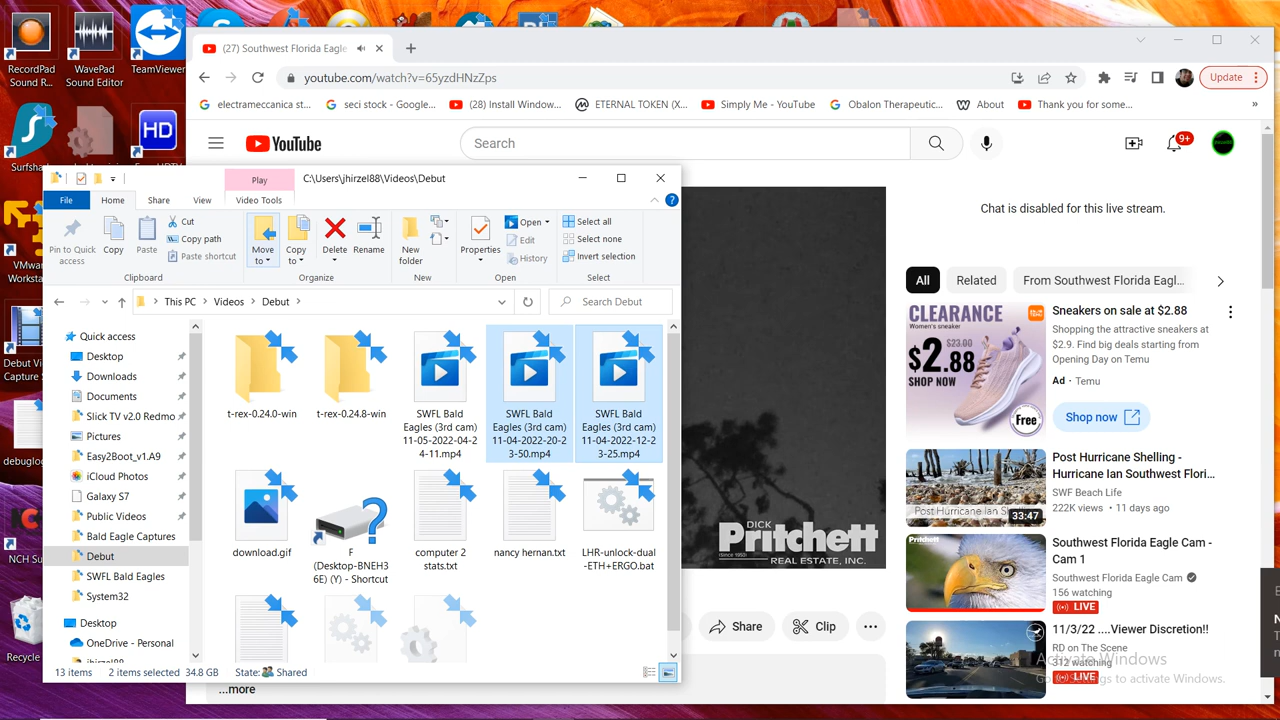 RecordPad
Sound R...
WavePad
Sound Editor
TeamViewer
Surfshar
HD
VMware
Worksta
Debut Vi
Capture S
debuglog
NCH Sui
Recycle
(27) Southwest Florida Eagle
youtube.com/watch?v=65yzdHNzZps
Update
electrameccanica st...
seci stock - Google...
(28) Install Window...
ETERNAL TOKEN (X...
Simply Me - YouTube
Obalon Therapeutic...
About
Thank you for some...
»
YouTube
Search
9+
Play
C:\Users\jhirzel88\Videos\Debut
File
Home
Share
View
Video Tools
Pin to Quick
access
Copy
Paste
Cut
Copy path
Paste shortcut
Move
to
Copy
to
Delete
Rename
New
folder
Properties
Open
Edit
History
Select all
Select none
Invert selection
Clipboard
Organize
New
Open
Select
This PC
Videos
Debut
Search Debut
Quick access
Desktop
Downloads
Documents
Slick TV v2.0 Redmo
Pictures
Easy2Boot_v1.A9
iCloud Photos
Galaxy S7
Public Videos
Bald Eagle Captures
Debut
SWFL Bald Eagles
System32
Desktop
OneDrive - Personal
jhirzel88
t-rex-0.24.0-win
t-rex-0.24.8-win
SWFL Bald
Eagles (3rd cam)
11-05-2022-04-2
4-11.mp4
SWFL Bald
Eagles (3rd cam)
11-04-2022-20-2
3-50.mp4
SWFL Bald
Eagles (3rd cam)
11-04-2022-12-2
3-25.mp4
download.gif
F
(Desktop-BNEH3
6E) (Y) - Shortcut
computer 2
stats.txt
nancy hernan.txt
LHR-unlock-dual
-ETH+ERGO.bat
13 items
2 items selected 34.8 GB
State:
Shared
DICK
Pritchett
(Since 1953)
REAL ESTATE, INC.
Share
Clip
...more
Chat is disabled for this live stream.
All
Related
From Southwest Florida Eagl...
CLEARANCE
Women's sneaker
$23.00
$2.88
SHOP NOW
Free
Sneakers on sale at $2.88
Shopping the attractive sneakers at
$2.9. Find big deals starting from
Opening Day on Temu
Ad · Temu
Shop now
Post Hurricane Ian S
33:47
Post Hurricane Shelling -
Hurricane Ian Southwest Flori...
SWF Beach Life
222K views · 11 days ago
Pritchett
Southwest Florida Eagle Cam -
Cam 1
Southwest Florida Eagle Cam
156 watching
LIVE
11/3/22 ....Viewer Discretion!!
RD on The Scene
312 watching
LIVE
Activate Windows
Go to Settings to activate Windows.